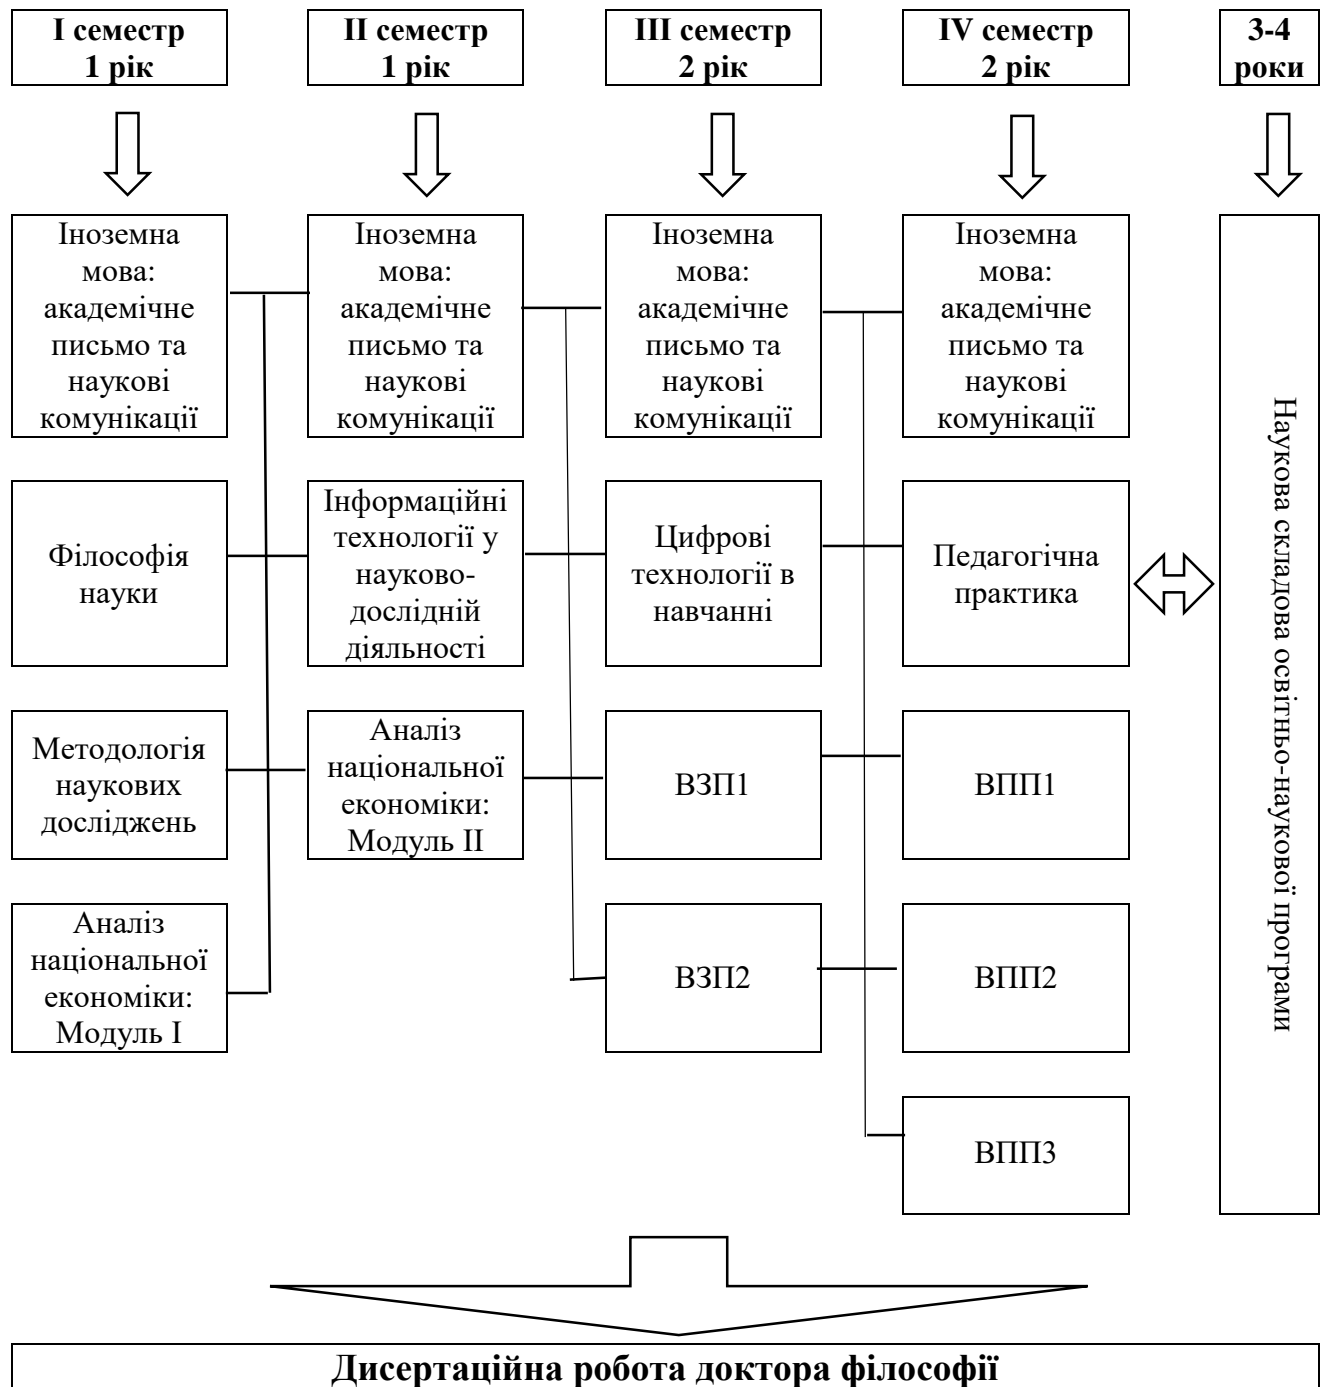 I семестр
1 рік
II семестр
1 рік
III семестр
2 рік
IV семестр
2 рік
3-4
роки
Іноземна
мова:
академічне
письмо та
наукові
комунікації
Іноземна
мова:
академічне
письмо та
наукові
комунікації
Іноземна
мова:
академічне
письмо та
наукові
комунікації
Іноземна
мова:
академічне
письмо та
наукові
комунікації
Філософія
науки
Інформаційні
технології у
науково-
дослідній
діяльності
Цифрові
технології в
навчанні
Педагогічна
практика
Методологія
наукових
досліджень
Аналіз
національної
економіки:
Модуль II
ВЗП1
ВПП1
Аналіз
національної
економіки:
Модуль I
ВЗП2
ВПП2
ВПП3
Наукова складова освітньо-наукової програми
Дисертаційна робота доктора філософії